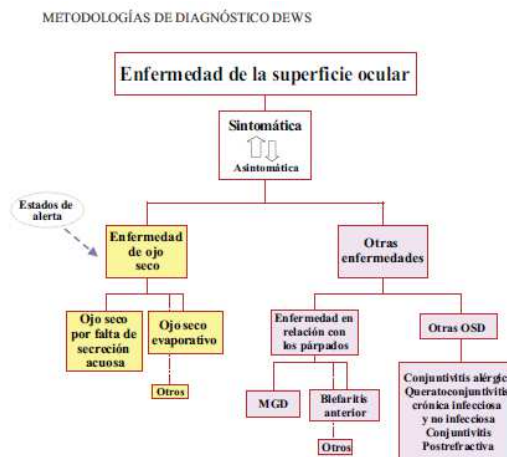 METODOLOGÍAS DE DIAGNÓSTICO DEWS
Enfermedad de la superficie ocular
Sintomática
Asintomática
Estados de
alerta
Enfermedad
de ojo
seco
Otras
enfermedades
Ojo seco
por falta de
secreción
acuosa
Ojo seco
evaporativo
Otros
Enfermedad en
relación con
los párpados
Otras OSD
MGD
Blefaritis
anterior
Otros
Conjuntivitis alérgic
Queratoconjuntivitis
crónica infecciosa
y no infecciosa
Conjuntivitis
Postrefractiva